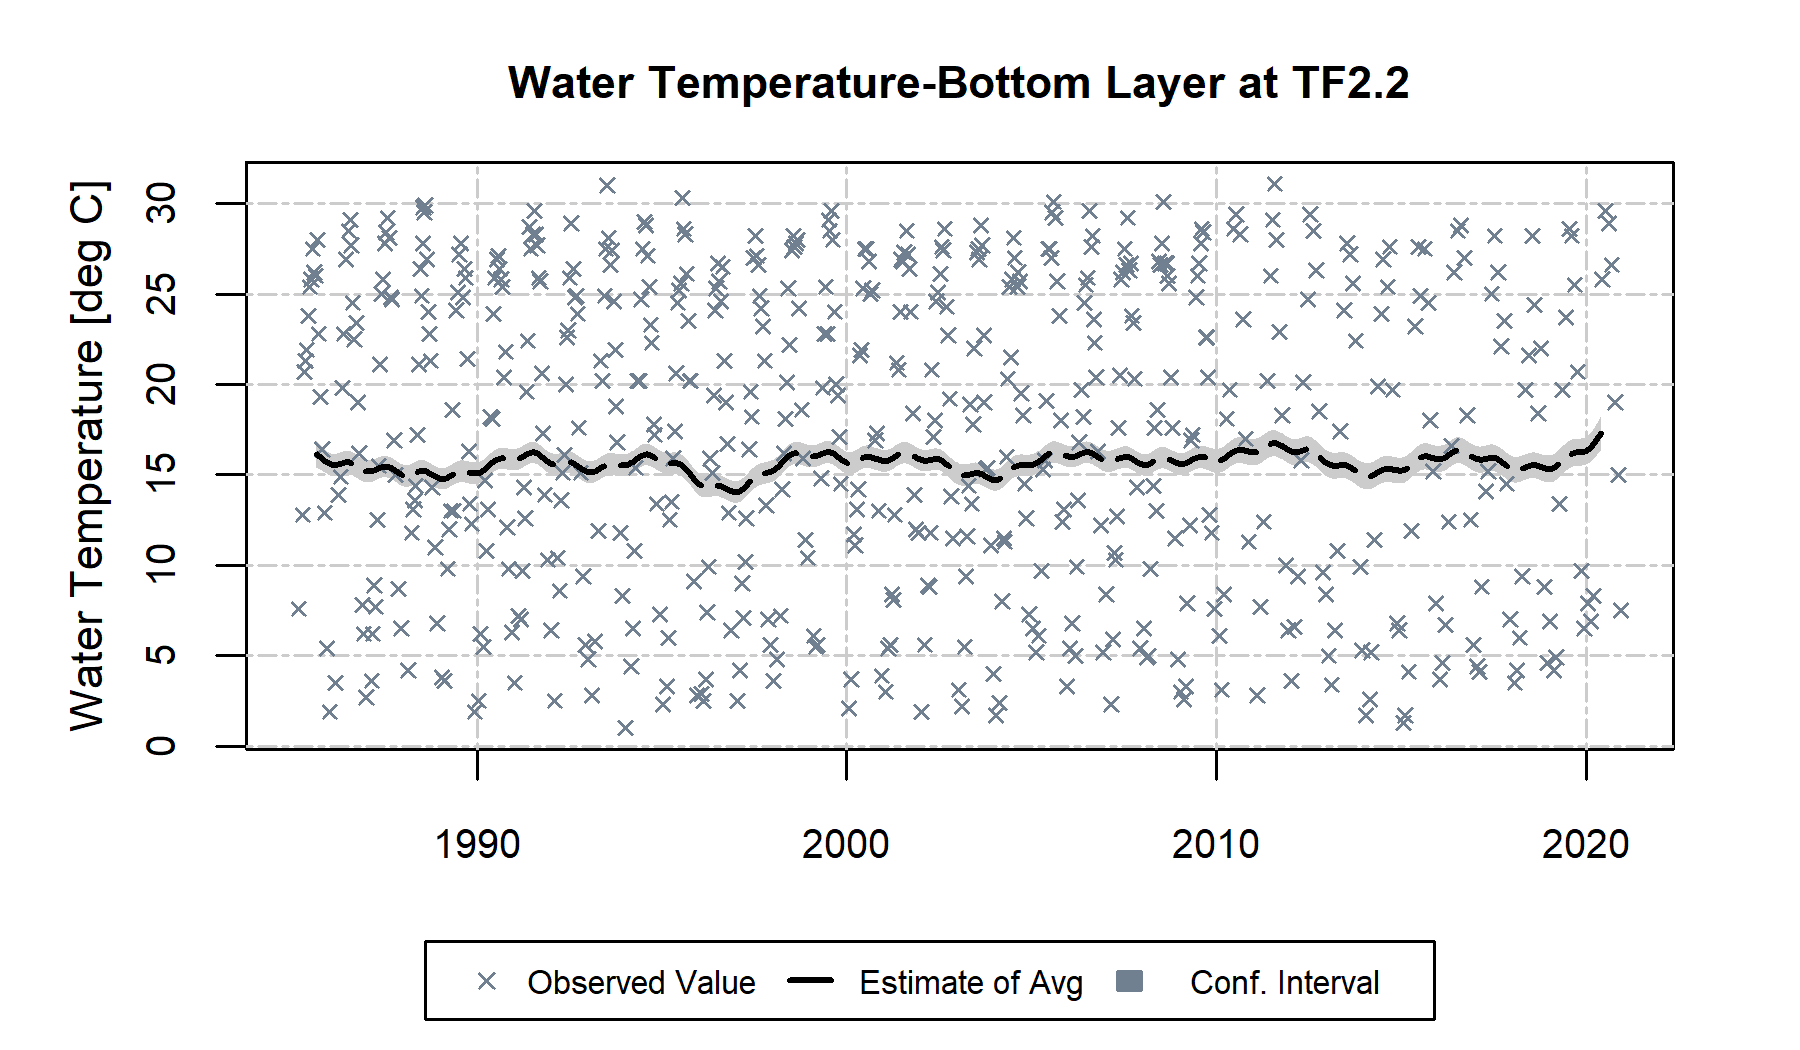 Water Temperature-Bottom Layer at TF2.2
Water Temperature [deg C]
30
25
20
15
10
5
0
1990 2000 2010 2020
Observed Value Estimate of Avg Conf. Interval